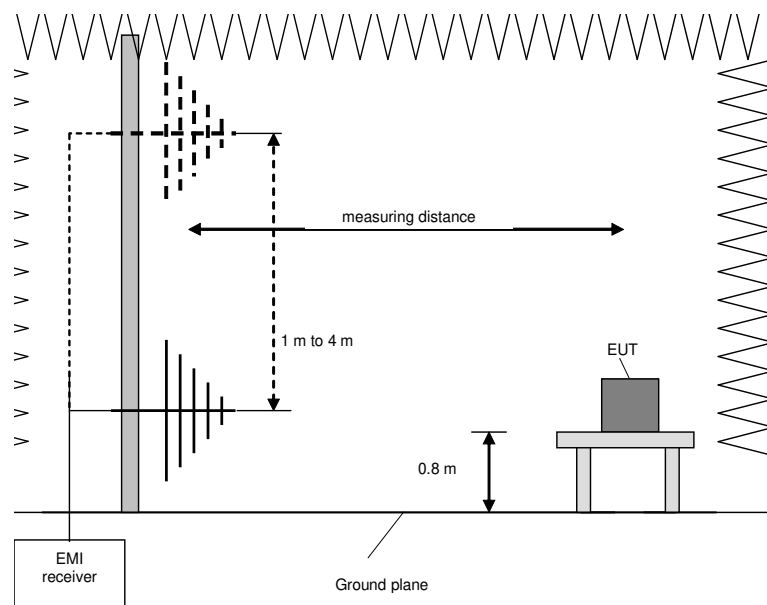 measuring distance
1 m to 4 m
EUT
0.8 m
EMI
receiver
Ground plane